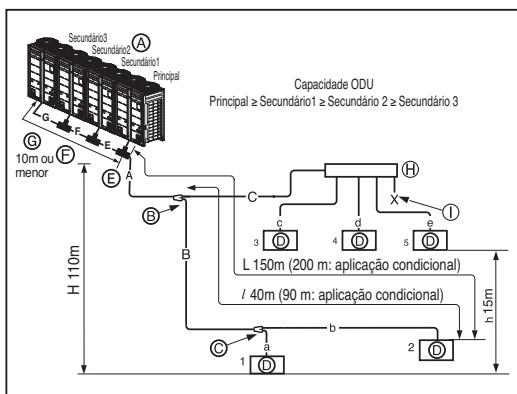 Secundário3
Secundário2
Ⓐ
Secundário1
Principal
Capacidade ODU
Principal ≥ Secundário1 ≥ Secundário 2 ≥ Secundário 3
G
F
E
Ⓖ
10m ou
menor
Ⓕ
Ⓔ
A
Ⓗ
Ⓑ
C
X
Ⓘ
c
d
e
3 Ⓓ
4 Ⓓ
5 Ⓓ
H 110m
B
L 150m (200 m: aplicação condicional)
l 40m (90 m: aplicação condicional)
h 15m
Ⓒ
a
b
1 Ⓓ
2 Ⓓ